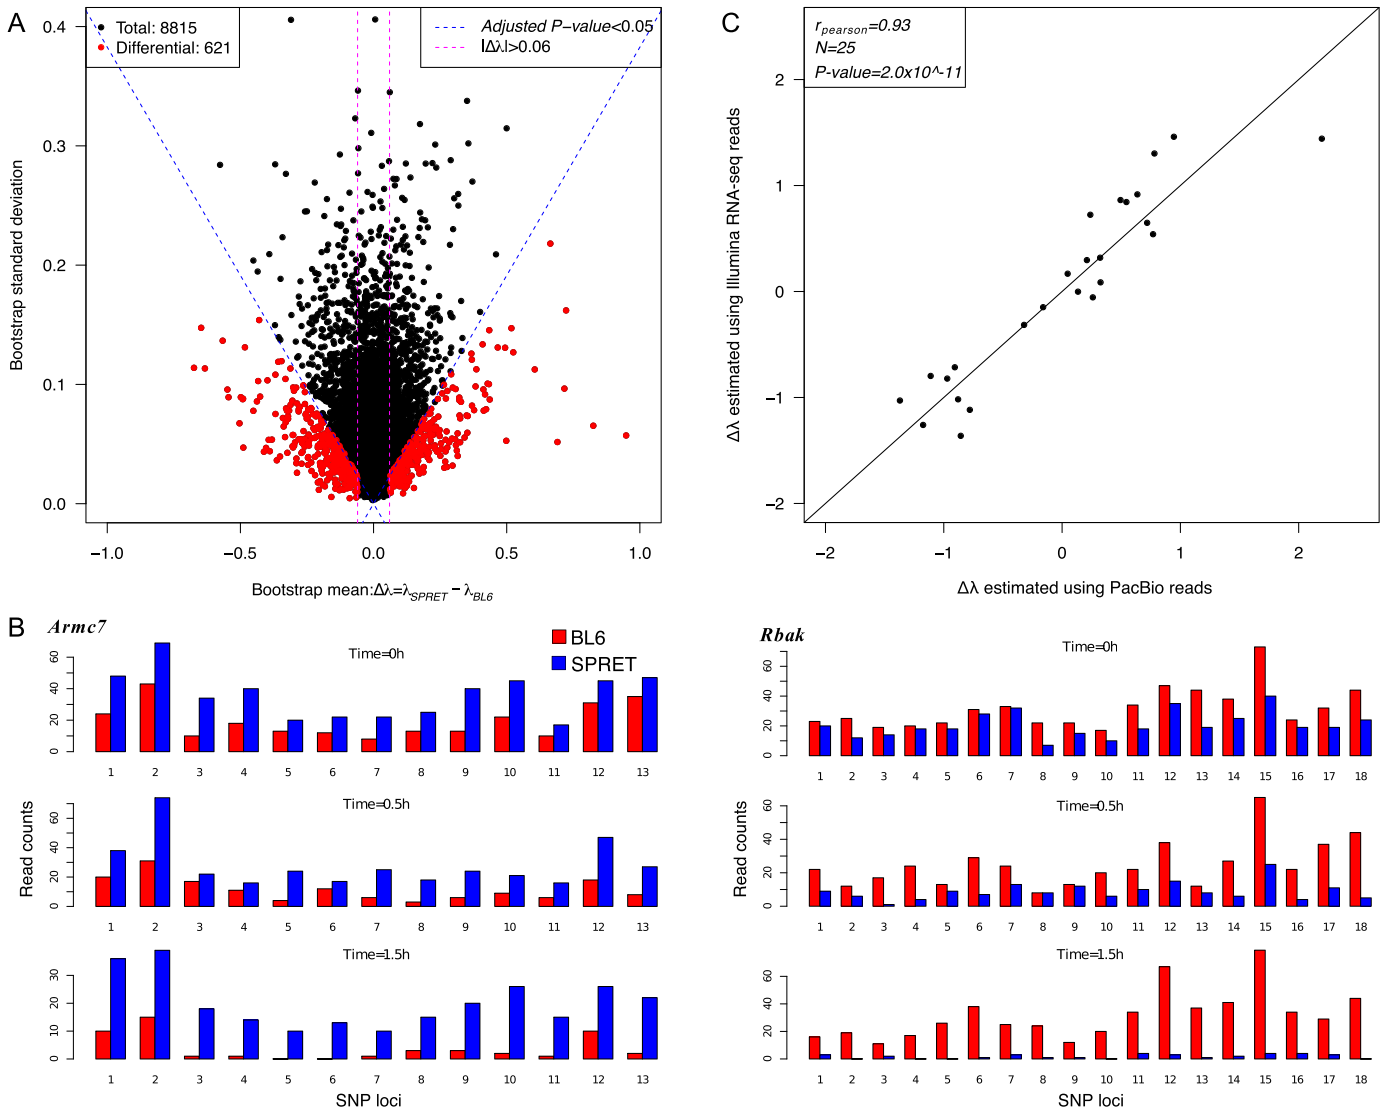 A
Total: 8815
Differential: 621
Adjusted P−value<0.05
|Δλ|>0.06
Bootstrap standard deviation
0.4
0.3
0.2
0.1
0.0
−1.0 −0.5 0.0 0.5 1.0
Bootstrap mean:Δλ=λSPRET − λBL6
C
rpearson=0.93
N=25
P-value=2.0x10^-11
Δλ estimated using Illumina RNA-seq reads
2
1
0
−1
−2
−2 −1 0 1 2
Δλ estimated using PacBio reads
B
Armc7
BL6
SPRET
Time=0h
60
40
20
0
1 2 3 4 5 6 7 8 9 10 11 12 13
Time=0.5h
Read counts
60
40
20
0
1 2 3 4 5 6 7 8 9 10 11 12 13
Time=1.5h
30
20
10
0
1 2 3 4 5 6 7 8 9 10 11 12 13
SNP loci
Rbak
Time=0h
60
40
20
0
1 2 3 4 5 6 7 8 9 10 11 12 13 14 15 16 17 18
Time=0.5h
Read counts
60
40
20
0
1 2 3 4 5 6 7 8 9 10 11 12 13 14 15 16 17 18
Time=1.5h
60
40
20
0
1 2 3 4 5 6 7 8 9 10 11 12 13 14 15 16 17 18
SNP loci